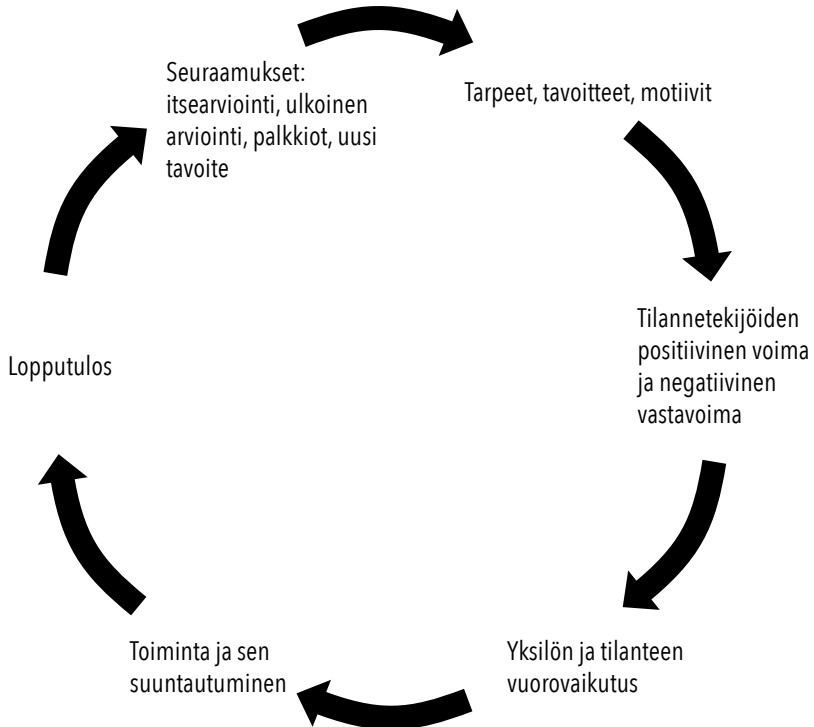 Seuraamukset:
itsearviointi, ulkoinen
arviointi, palkkiot, uusi
tavoite
Tarpeet, tavoitteet, motiivit
Tilannetekijöiden
positiivinen voima
ja negatiivinen
vastavoima
Yksilön ja tilanteen
vuorovaikutus
Toiminta ja sen
suuntautuminen
Lopputulos